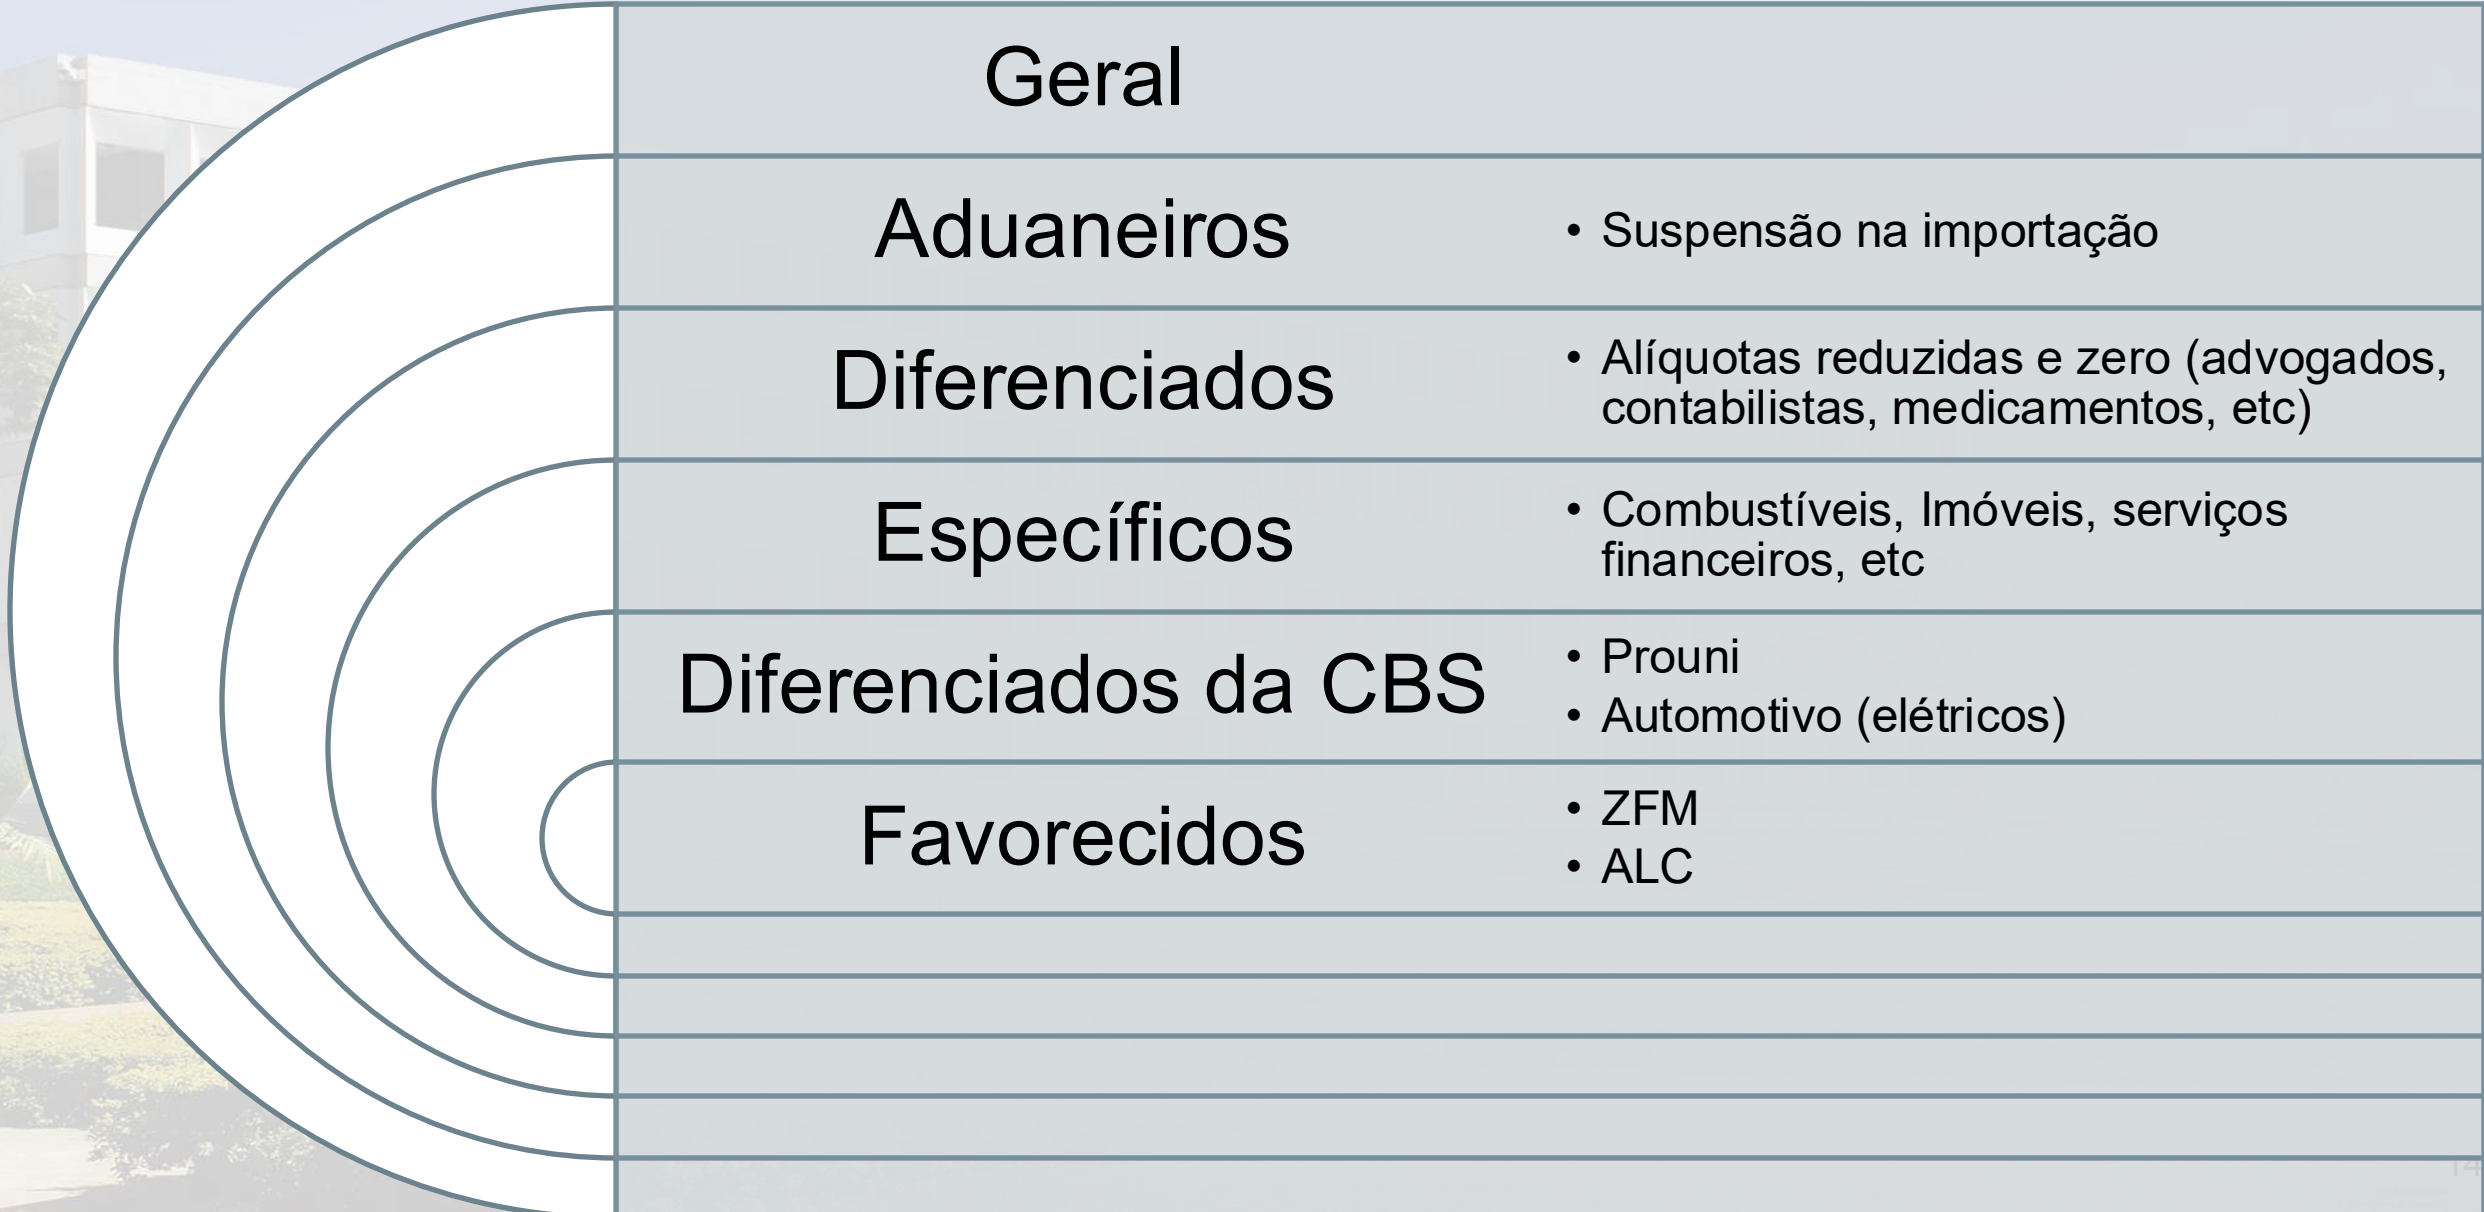 Geral
Aduaneiros
• Suspensão na importação
Diferenciados
• Alíquotas reduzidas e zero (advogados,
contabilistas, medicamentos, etc)
Específicos
• Combustíveis, Imóveis, serviços
financeiros, etc
Diferenciados da CBS
• Prouni
• Automotivo (elétricos)
Favorecidos
• ZFM
• ALC
14